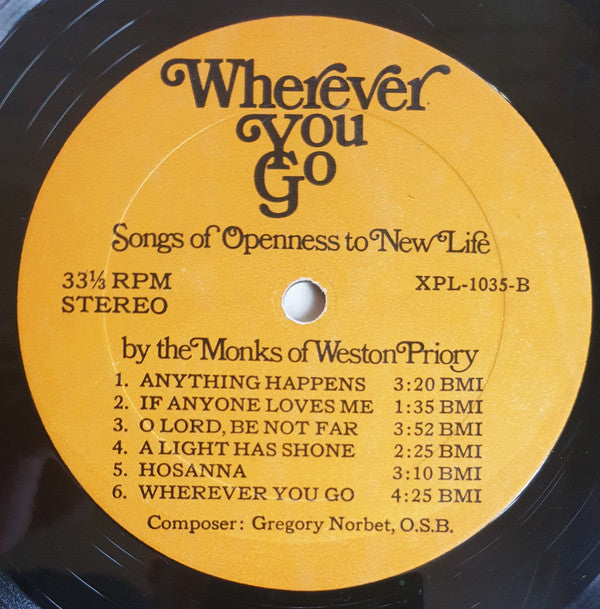 Wherever
you
Go
Songs of Openness to New Life
33⅓ RPM
STEREO
XPL-1035-B
by the Monks of Weston Priory
1. ANYTHING HAPPENS 3:20 BMI
2. IF ANYONE LOVES ME 1:35 BMI
3. O LORD, BE NOT FAR 3:52 BMI
4. A LIGHT HAS SHONE 2:25 BMI
5. HOSANNA 3:10 BMI
6. WHEREVER YOU GO 4:25 BMI
Composer: Gregory Norbet, O.S.B.